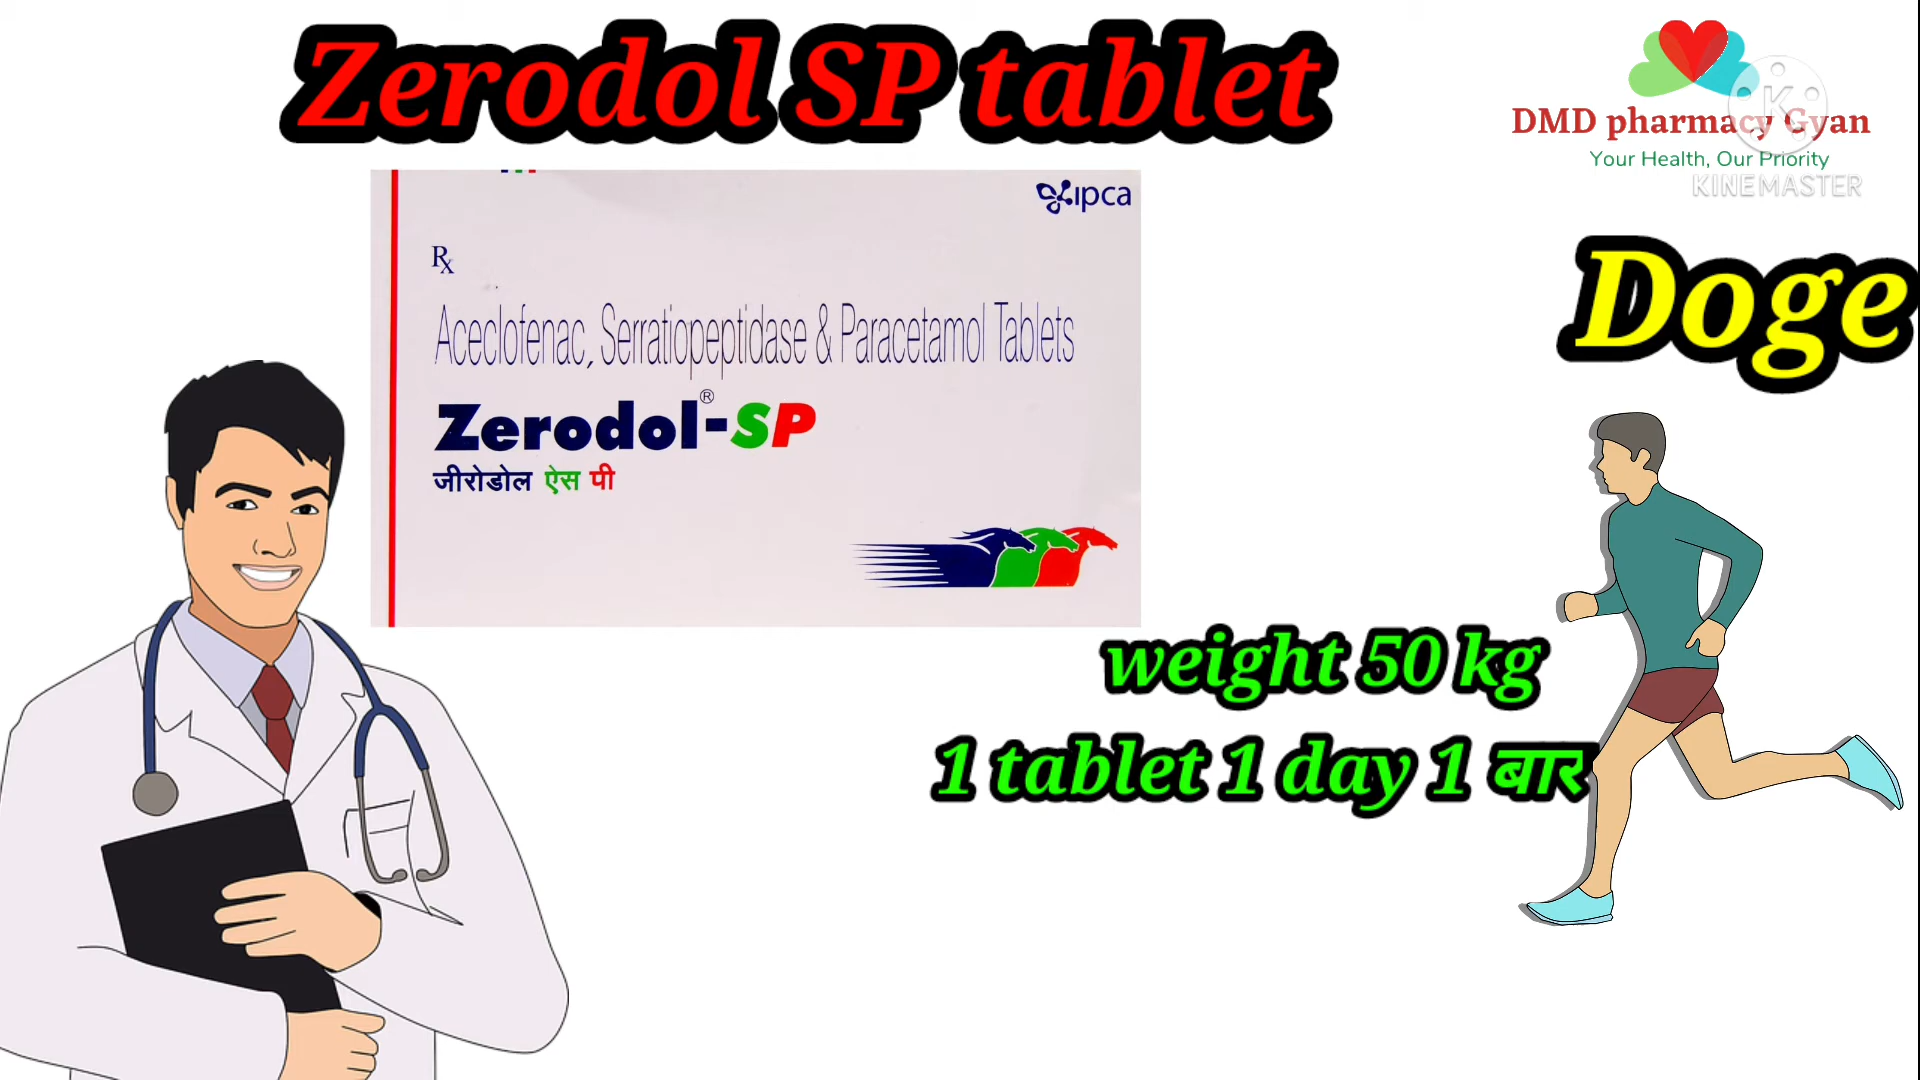 Zerodol SP tablet
DMD pharmacy Gyan
Your Health, Our Priority
KINEMASTER
ipca
Rx
Aceclofenac, Serratiopeptidase & Paracetamol Tablets
Zerodol®-SP
जीरोडोल ऐस पी
Doge
weight 50 kg
1 tablet 1 day 1 बार